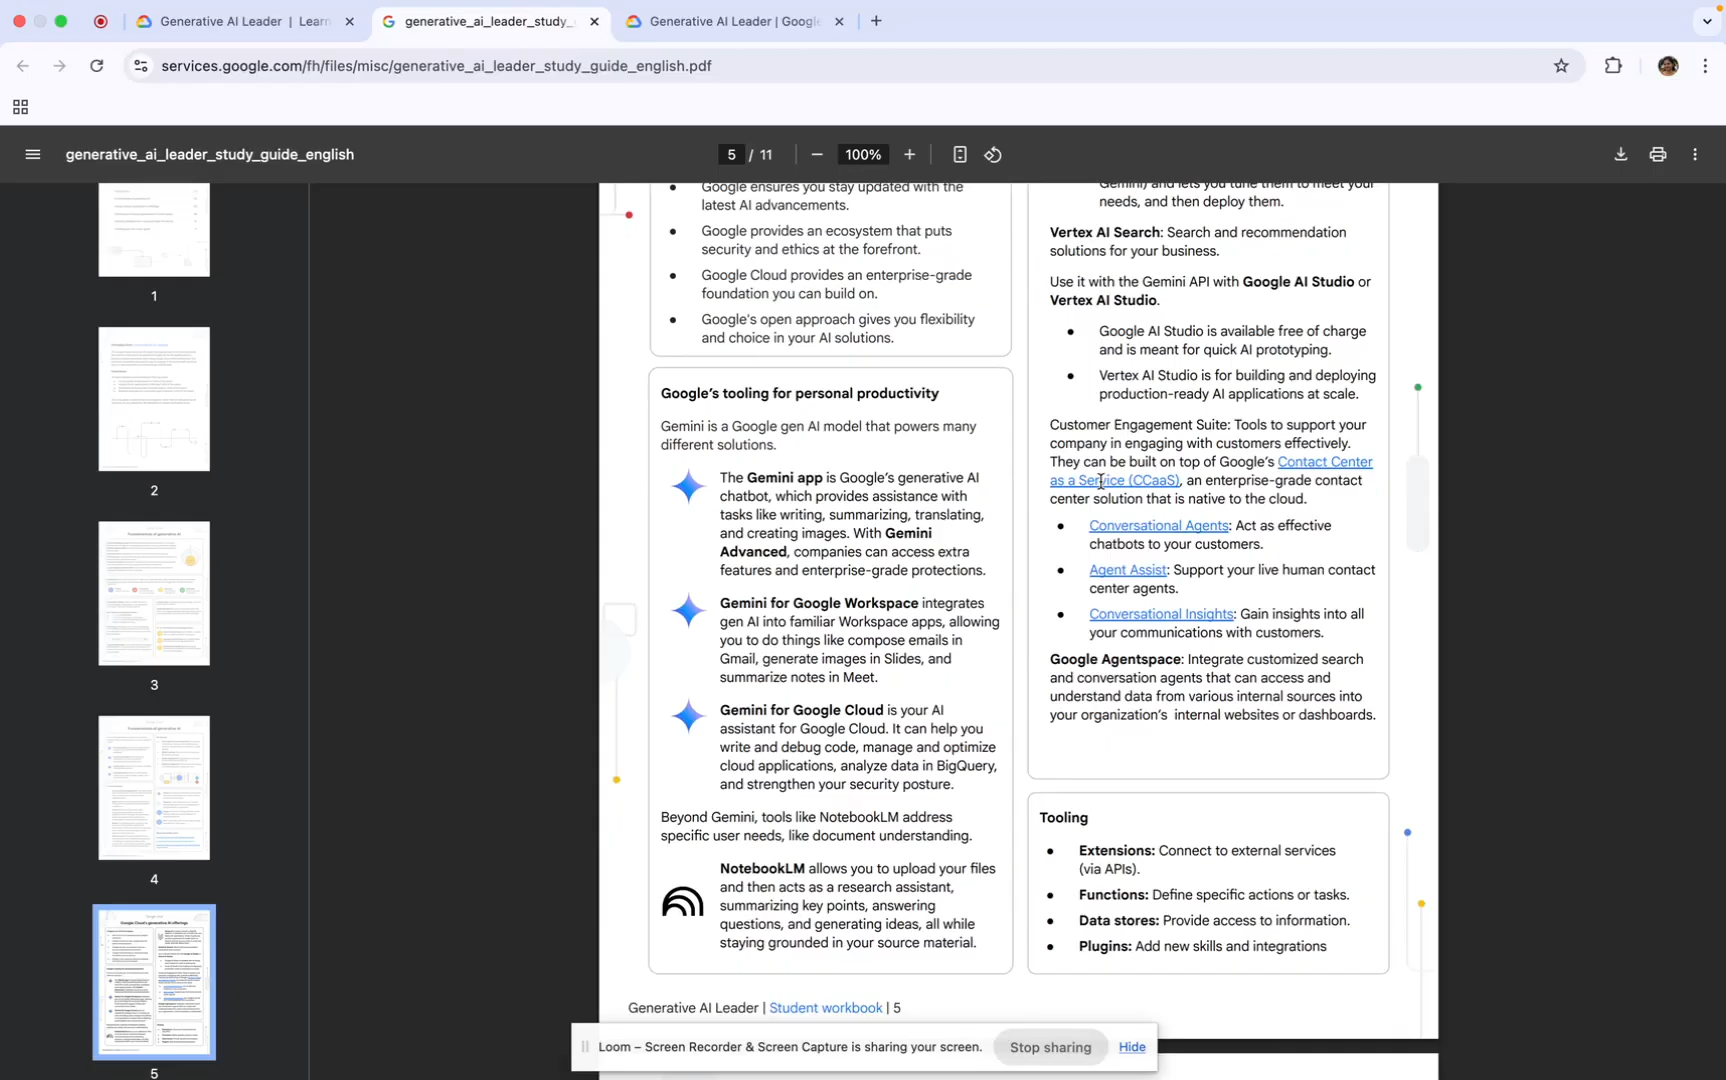 Generative AI Leader | Learn
generative_ai_leader_study_
Generative AI Leader | Google
services.google.com/fh/files/misc/generative_ai_leader_study_guide_english.pdf
generative_ai_leader_study_guide_english
5 / 11
100%
1
2
3
4
5
Google ensures you stay updated with the
latest AI advancements.
Google provides an ecosystem that puts
security and ethics at the forefront.
Google Cloud provides an enterprise-grade
foundation you can build on.
Google's open approach gives you flexibility
and choice in your AI solutions.
Google's tooling for personal productivity
Gemini is a Google gen AI model that powers many
different solutions.
The Gemini app is Google's generative AI
chatbot, which provides assistance with
tasks like writing, summarizing, translating,
and creating images. With Gemini
Advanced, companies can access extra
features and enterprise-grade protections.
Gemini for Google Workspace integrates
gen AI into familiar Workspace apps, allowing
you to do things like compose emails in
Gmail, generate images in Slides, and
summarize notes in Meet.
Gemini for Google Cloud is your AI
assistant for Google Cloud. It can help you
write and debug code, manage and optimize
cloud applications, analyze data in BigQuery,
and strengthen your security posture.
Beyond Gemini, tools like NotebookLM address
specific user needs, like document understanding.
NotebookLM allows you to upload your files
and then acts as a research assistant,
summarizing key points, answering
questions, and generating ideas, all while
staying grounded in your source material.
Gemini) and lets you tune them to meet your
needs, and then deploy them.
Vertex AI Search: Search and recommendation
solutions for your business.
Use it with the Gemini API with Google AI Studio or
Vertex AI Studio.
Google AI Studio is available free of charge
and is meant for quick AI prototyping.
Vertex AI Studio is for building and deploying
production-ready AI applications at scale.
Customer Engagement Suite: Tools to support your
company in engaging with customers effectively.
They can be built on top of Google's Contact Center
as a Service (CCaaS), an enterprise-grade contact
center solution that is native to the cloud.
Conversational Agents: Act as effective
chatbots to your customers.
Agent Assist: Support your live human contact
center agents.
Conversational Insights: Gain insights into all
your communications with customers.
Google Agentspace: Integrate customized search
and conversation agents that can access and
understand data from various internal sources into
your organization's internal websites or dashboards.
Tooling
Extensions: Connect to external services
(via APIs).
Functions: Define specific actions or tasks.
Data stores: Provide access to information.
Plugins: Add new skills and integrations
Generative AI Leader | Student workbook | 5
Loom – Screen Recorder & Screen Capture is sharing your screen.
Stop sharing
Hide